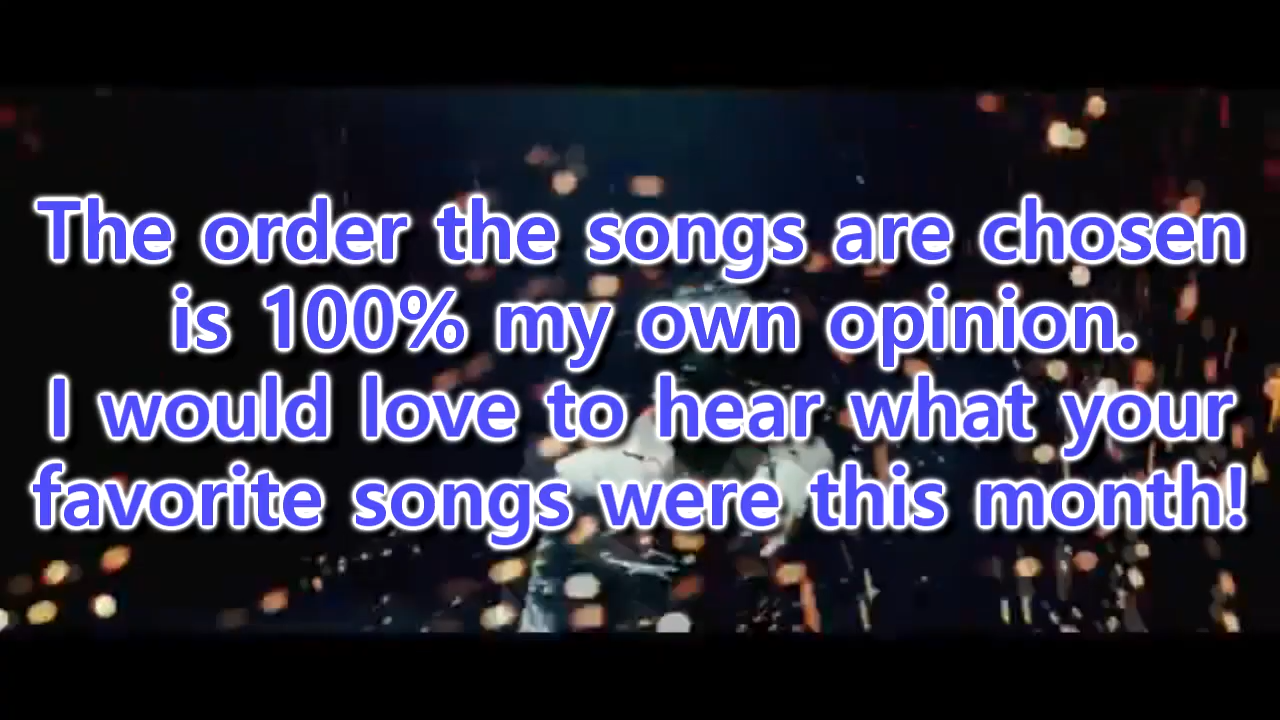 The order the songs are chosen
is 100% my own opinion.
I would love to hear what your
favorite songs were this month!